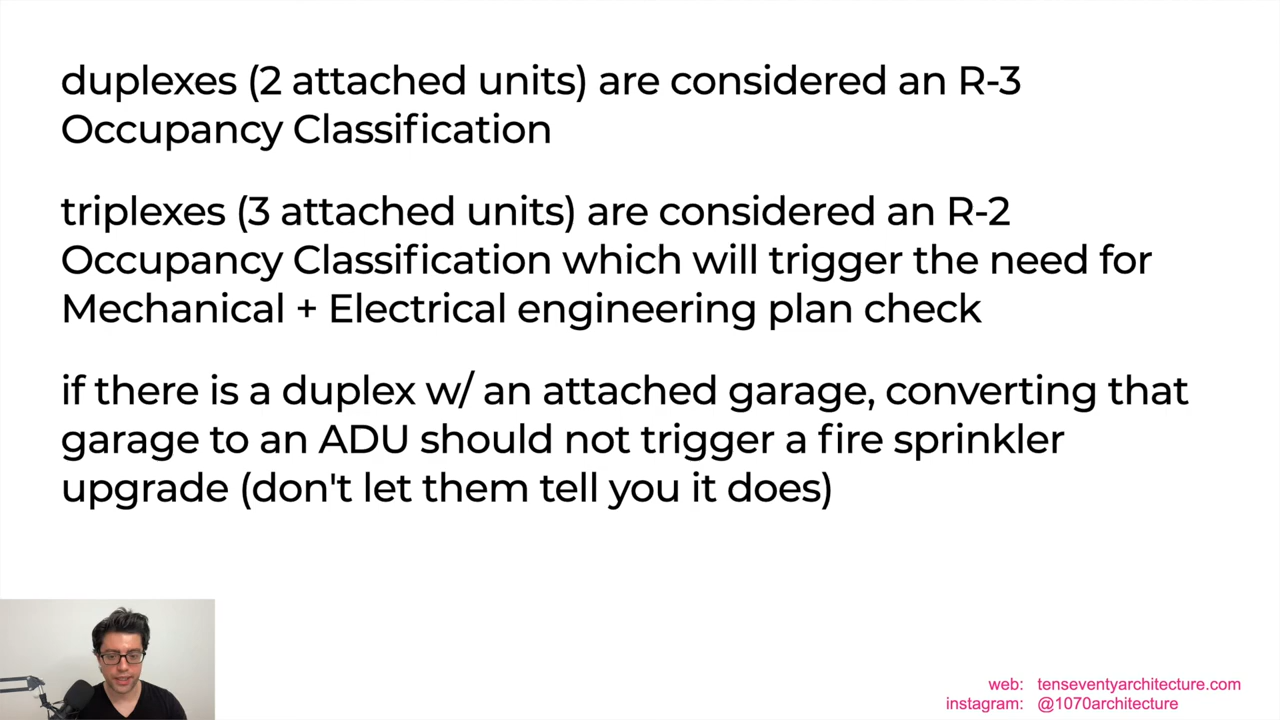 duplexes (2 attached units) are considered an R-3
Occupancy Classification
triplexes (3 attached units) are considered an R-2
Occupancy Classification which will trigger the need for
Mechanical + Electrical engineering plan check
if there is a duplex w/ an attached garage, converting that
garage to an ADU should not trigger a fire sprinkler
upgrade (don't let them tell you it does)
web: tenseventyarchitecture.com
instagram: @1070architecture